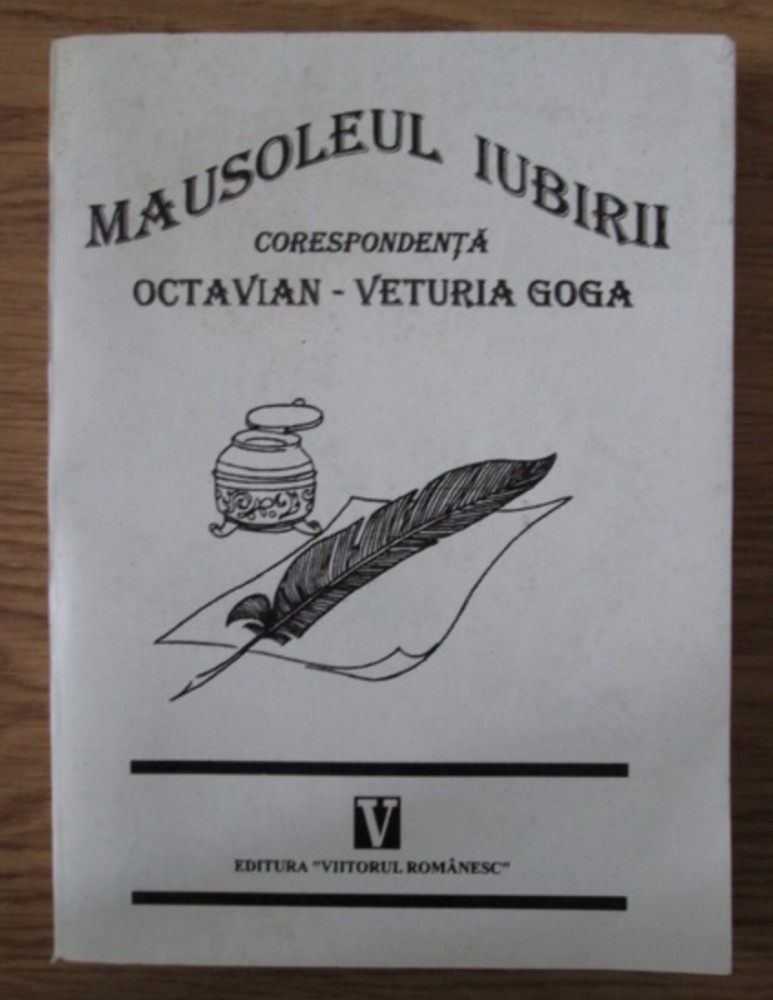 MAUSOLEUL IUBIRII
CORESPONDENȚĂ
OCTAVIAN - VETURIA GOGA
V
EDITURA "VIITORUL ROMÂNESC"